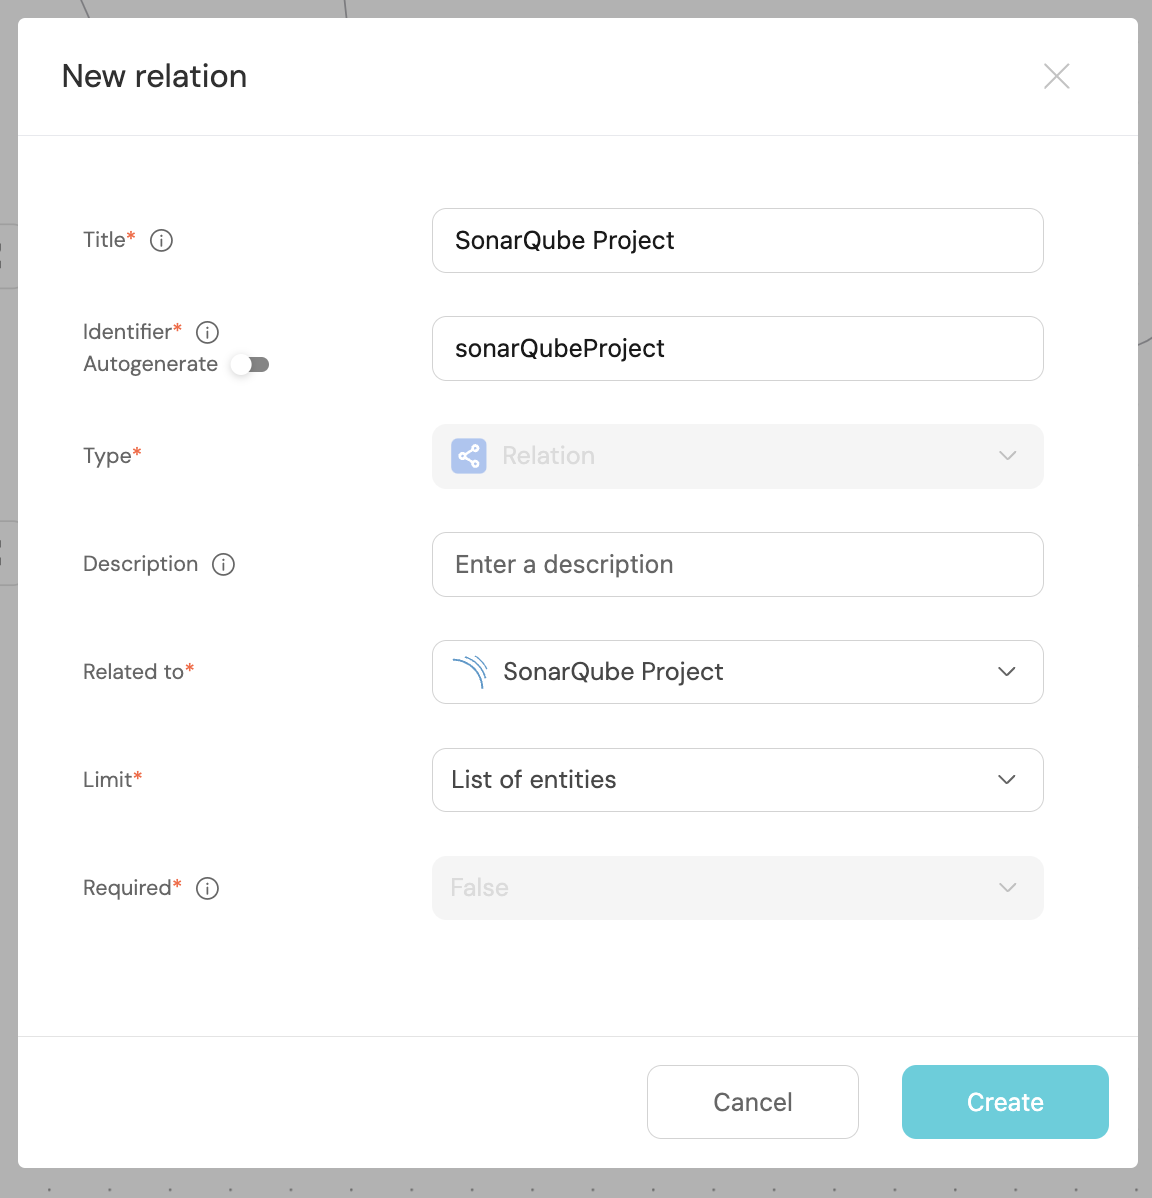 New relation
Title*
SonarQube Project
Identifier*
Autogenerate
sonarQubeProject
Type*
Relation
Description
Enter a description
Related to*
SonarQube Project
Limit*
List of entities
Required*
False
Cancel
Create